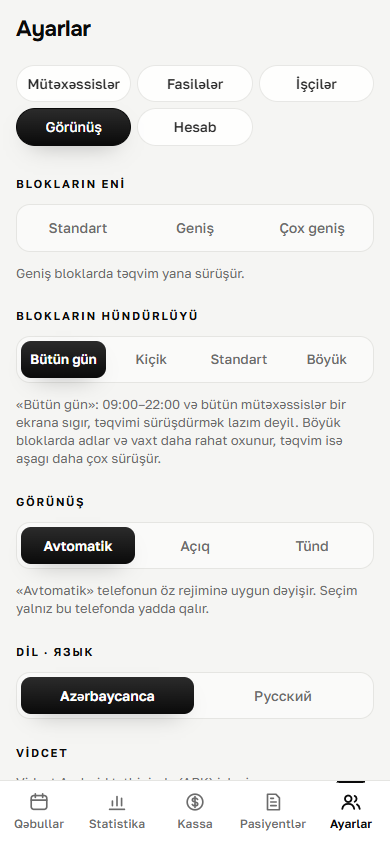 Ayarlar
Mütəxəssislər Fasilələr İşçilər
Görünüş Hesab
BLOKLARIN ENİ
Standart Geniş Çox geniş
Geniş bloklarda təqvim yana sürüşür.
BLOKLARIN HÜNDÜRLÜYÜ
Bütün gün Kiçik Standart Böyük
«Bütün gün»: 09:00–22:00 və bütün mütəxəssislər bir
ekrana sığır, təqvimi sürüşdürmək lazım deyil. Böyük
bloklarda adlar və vaxt daha rahat oxunur, təqvim isə
aşağı daha çox sürüşür.
GÖRÜNÜŞ
Avtomatik Açıq Tünd
«Avtomatik» telefonun öz rejiminə uyğun dəyişir. Seçim
yalnız bu telefonda yadda qalır.
DİL · ЯЗЫК
Azərbaycanca Русский
VİDCET
Qəbullar Statistika Kassa Pasiyentlər Ayarlar